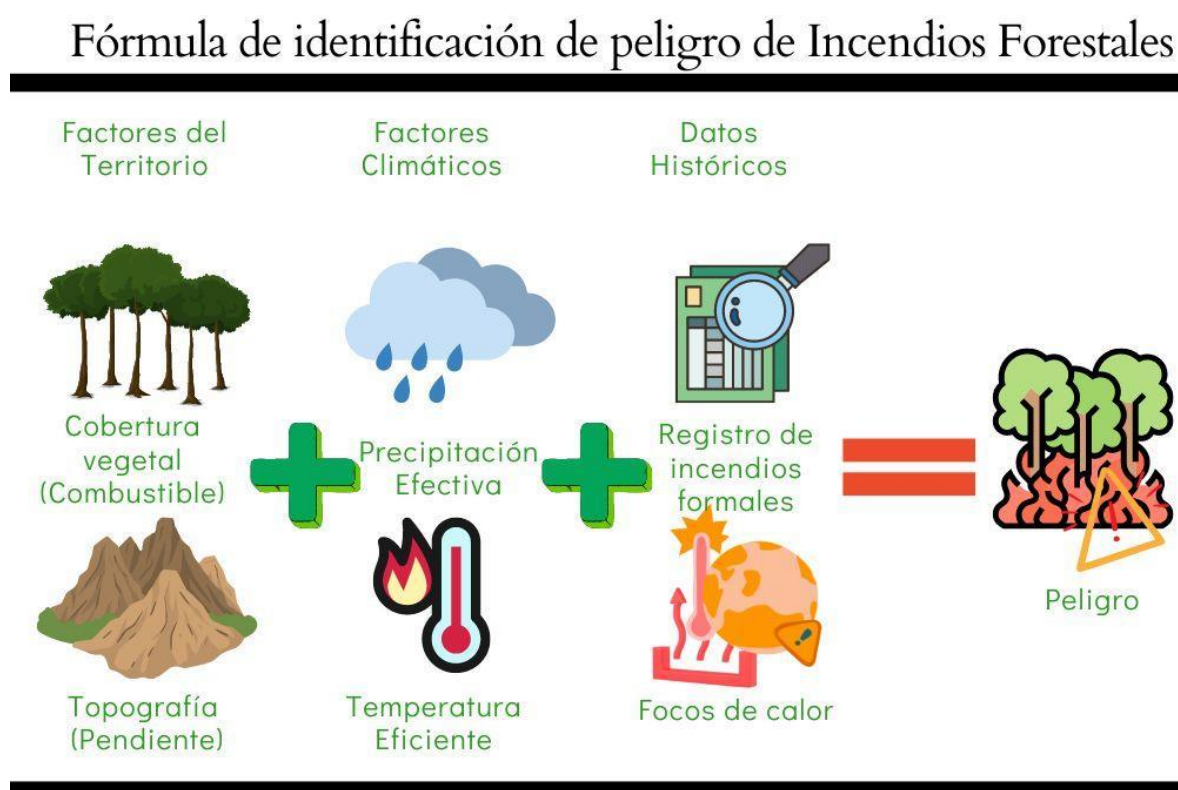 Fórmula de identificación de peligro de Incendios Forestales
Factores del
Territorio
Factores
Climáticos
Datos
Históricos
Cobertura
vegetal
(Combustible)
Precipitación
Efectiva
Registro de
incendios
formales
Peligro
Topografía
(Pendiente)
Temperatura
Eficiente
Focos de calor